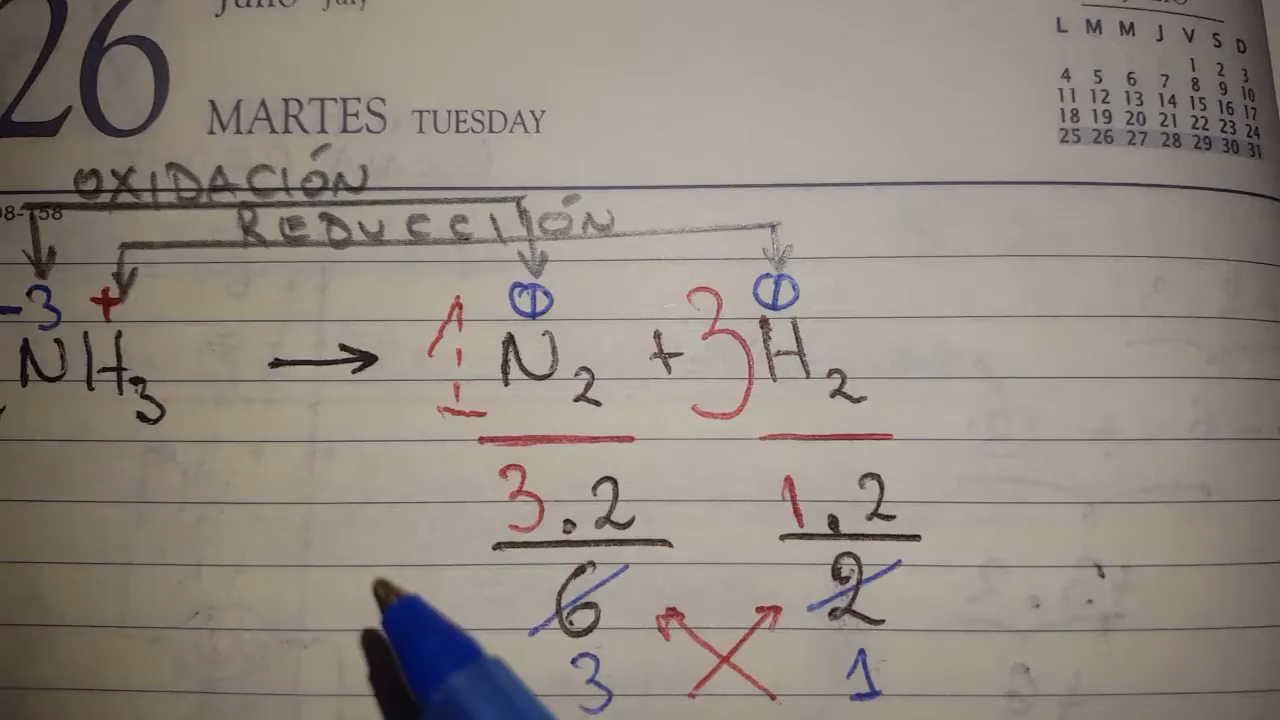 26
MARTES TUESDAY
L M M J V S D
1 2 3
4 5 6 7 8 9 10
11 12 13 14 15 16 17
18 19 20 21 22 23 24
25 26 27 28 29 30 31
OXIDACIÓN
REDUCCIÓN
-3 + 0 0
NH3 → 1 N2 + 3 H2
3.2 1.2
6 2
3 1